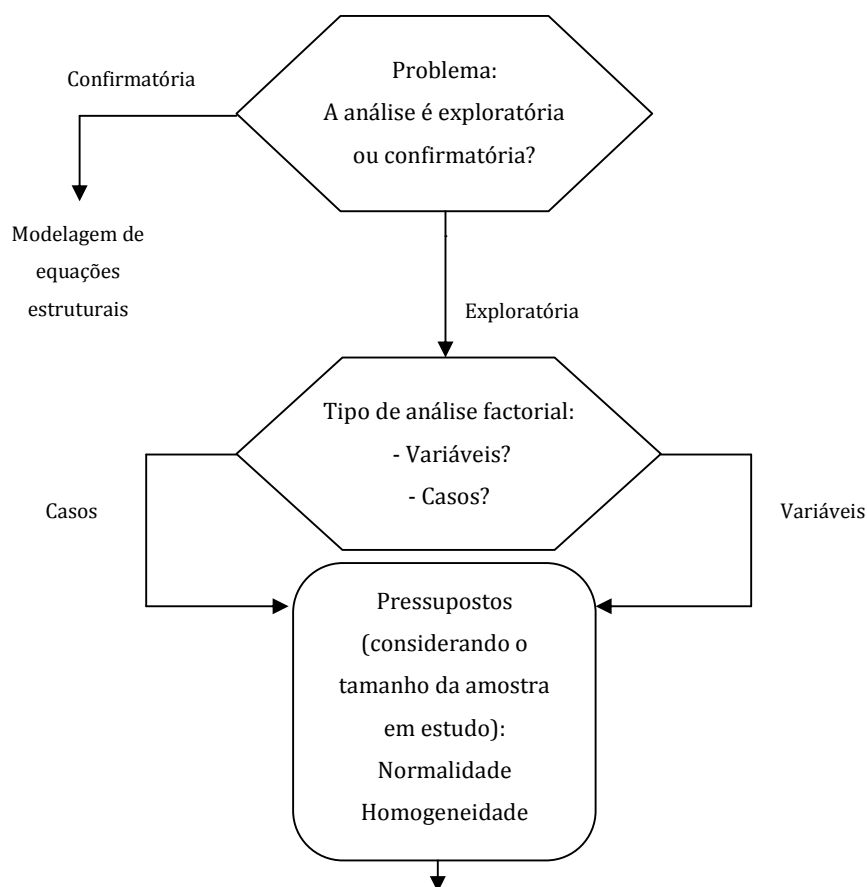 Problema:
A análise é exploratória
ou confirmatória?
Confirmatória
Modelagem de
equações
estruturais
Exploratória
Tipo de análise factorial:
- Variáveis?
- Casos?
Casos
Variáveis
Pressupostos
(considerando o
tamanho da amostra
em estudo):
Normalidade
Homogeneidade